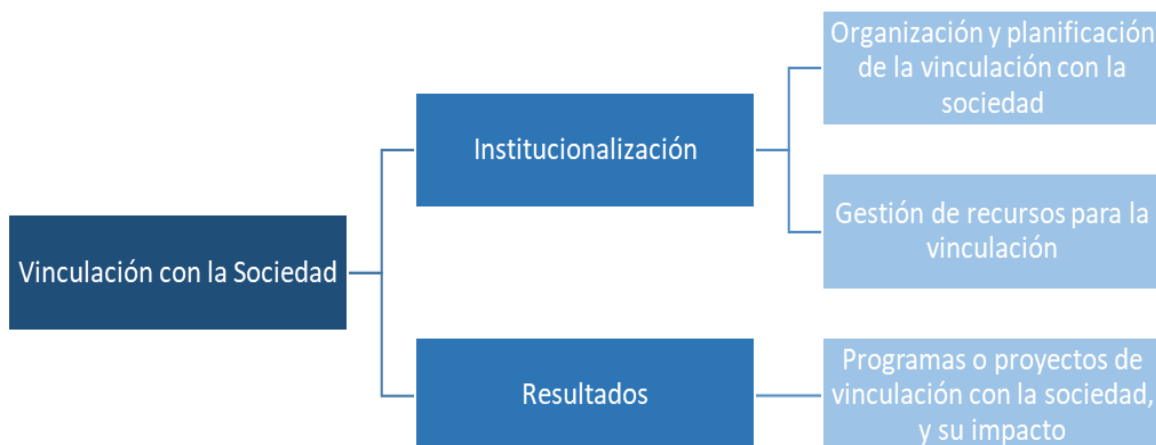 Vinculación con la Sociedad
Institucionalización
Organización y planificación
de la vinculación con la
sociedad
Gestión de recursos para la
vinculación
Resultados
Programas o proyectos de
vinculación con la sociedad,
y su impacto